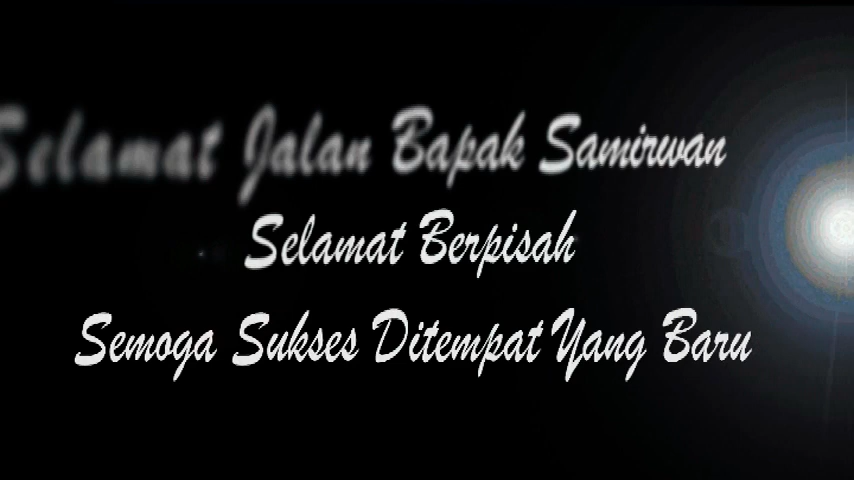 Selamat Jalan Bapak Samirwan
Selamat Berpisah
Semoga Sukses Ditempat Yang Baru